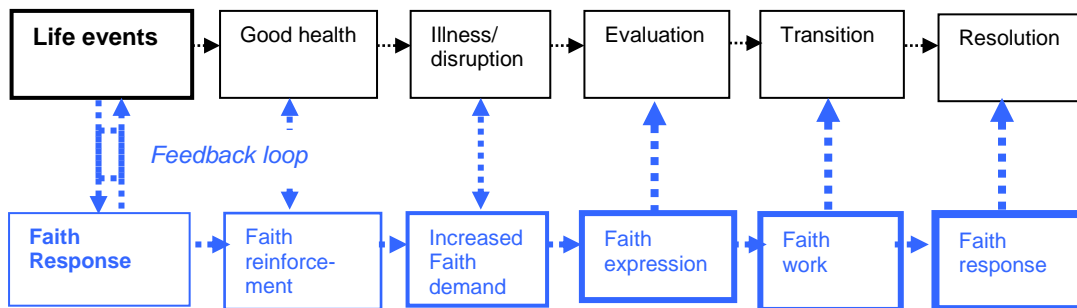 Life events
Good health
Illness/
disruption
Evaluation
Transition
Resolution
Feedback loop
Faith
Response
Faith
reinforce-
ment
Increased
Faith
demand
Faith
expression
Faith
work
Faith
response